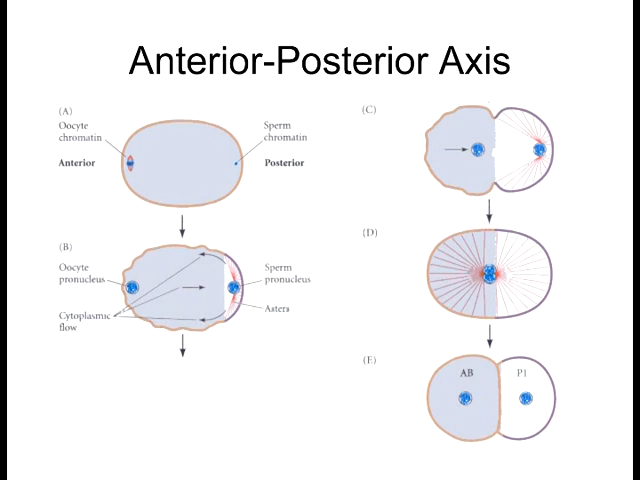 Anterior-Posterior Axis
(A)
Oocyte
chromatin
Sperm
chromatin
Anterior
Posterior
(B)
Oocyte
pronucleus
Sperm
pronucleus
Asters
Cytoplasmic
flow
(C)
(D)
(E)
AB
P1